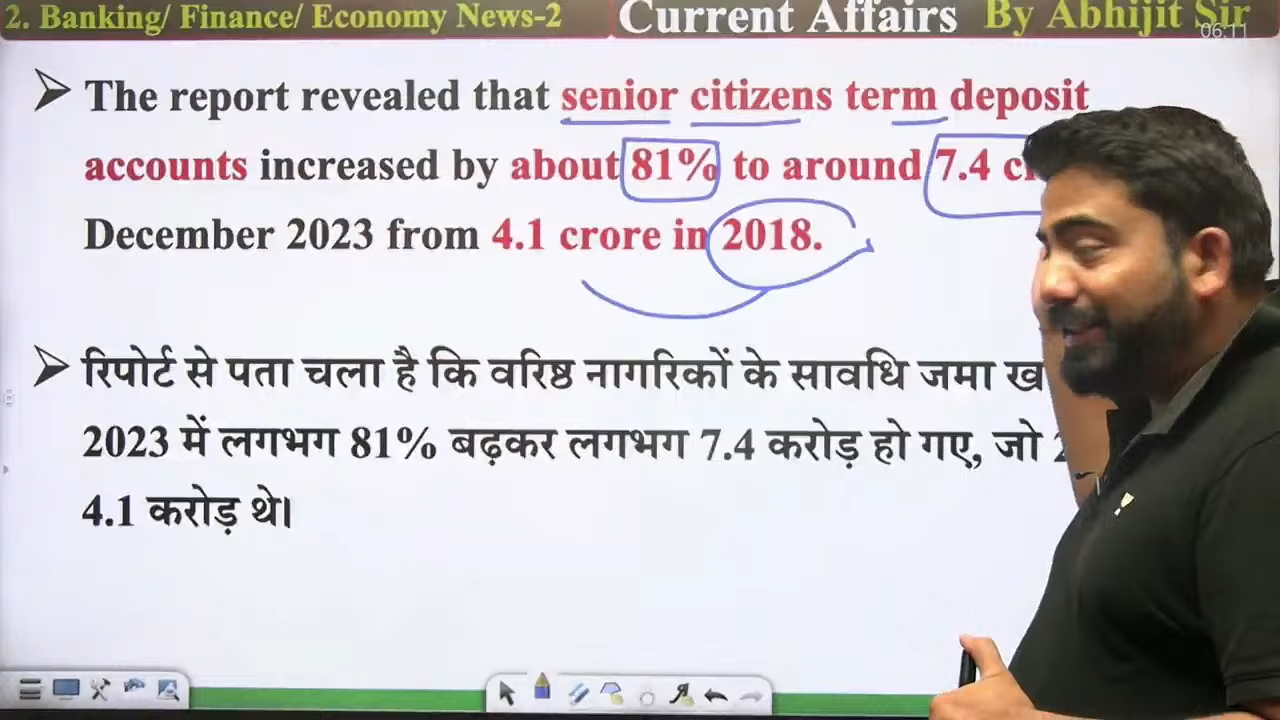 2. Banking/ Finance/ Economy News-2
Current Affairs By Abhijit Sir
06:11
The report revealed that senior citizens term deposit
accounts increased by about 81% to around 7.4
December 2023 from 4.1 crore in 2018.
रिपोर्ट से पता चला है कि वरिष्ठ नागरिकों के सावधि जमा
2023 में लगभग 81% बढ़कर लगभग 7.4 करोड़ हो गए, जो
4.1 करोड़ थे।